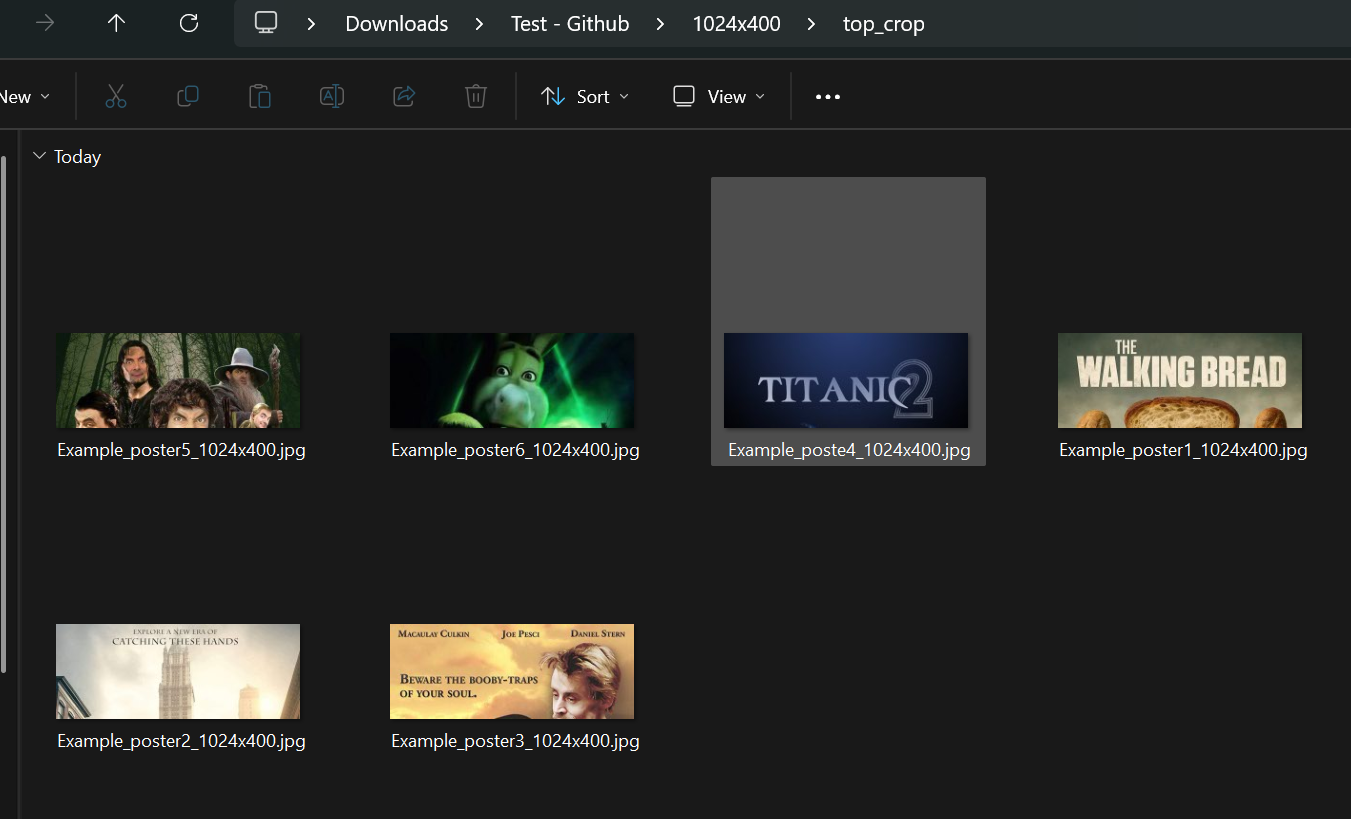 Downloads > Test - Github > 1024x400 > top_crop
New
Sort
View
Today
TITANIC 2
THE
WALKING BREAD
Example_poster5_1024x400.jpg
Example_poster6_1024x400.jpg
Example_poste4_1024x400.jpg
Example_poster1_1024x400.jpg
EXPLORE A NEW ERA OF
CATCHING THESE HANDS
MACAULAY CULKIN
JOE PESCI
DANIEL STERN
BEWARE THE BOOBY-TRAPS
OF YOUR SOUL.
Example_poster2_1024x400.jpg
Example_poster3_1024x400.jpg